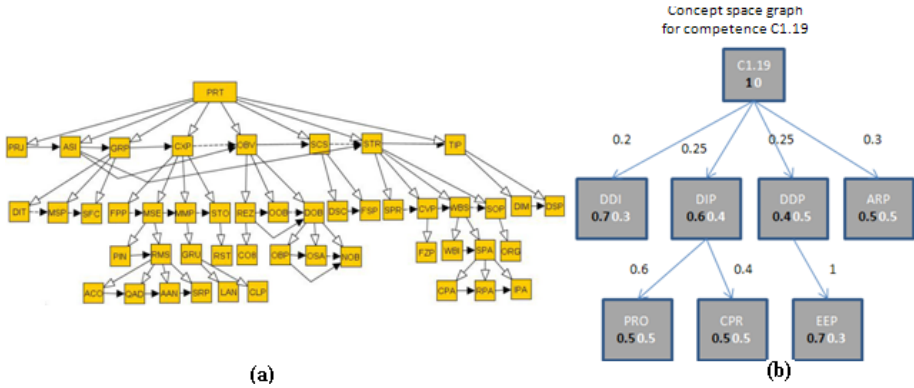 Concept space graph
for competence C1.19
C1.19
1 0
PRT
PRJ ASI GRP CXP OBV SCS STR TIP
0.2 0.25 0.25 0.3
DIT MSP SFC FPP MSE MMP STO REZ OOB DOB DSC FSP SPR CVP WBS SOP DIM DSP
DDI DIP DDP ARP
0.7 0.3 0.6 0.4 0.4 0.5 0.5 0.5
PIN RMS GRU RST COB OBP OSA NOB FZP WBI SPA ORQ
0.6 0.4 1
ACO QAD AAN SRP LAN CLP CPA RPA IPA
PRO CPR EEP
0.5 0.5 0.5 0.5 0.7 0.3
(a) (b)